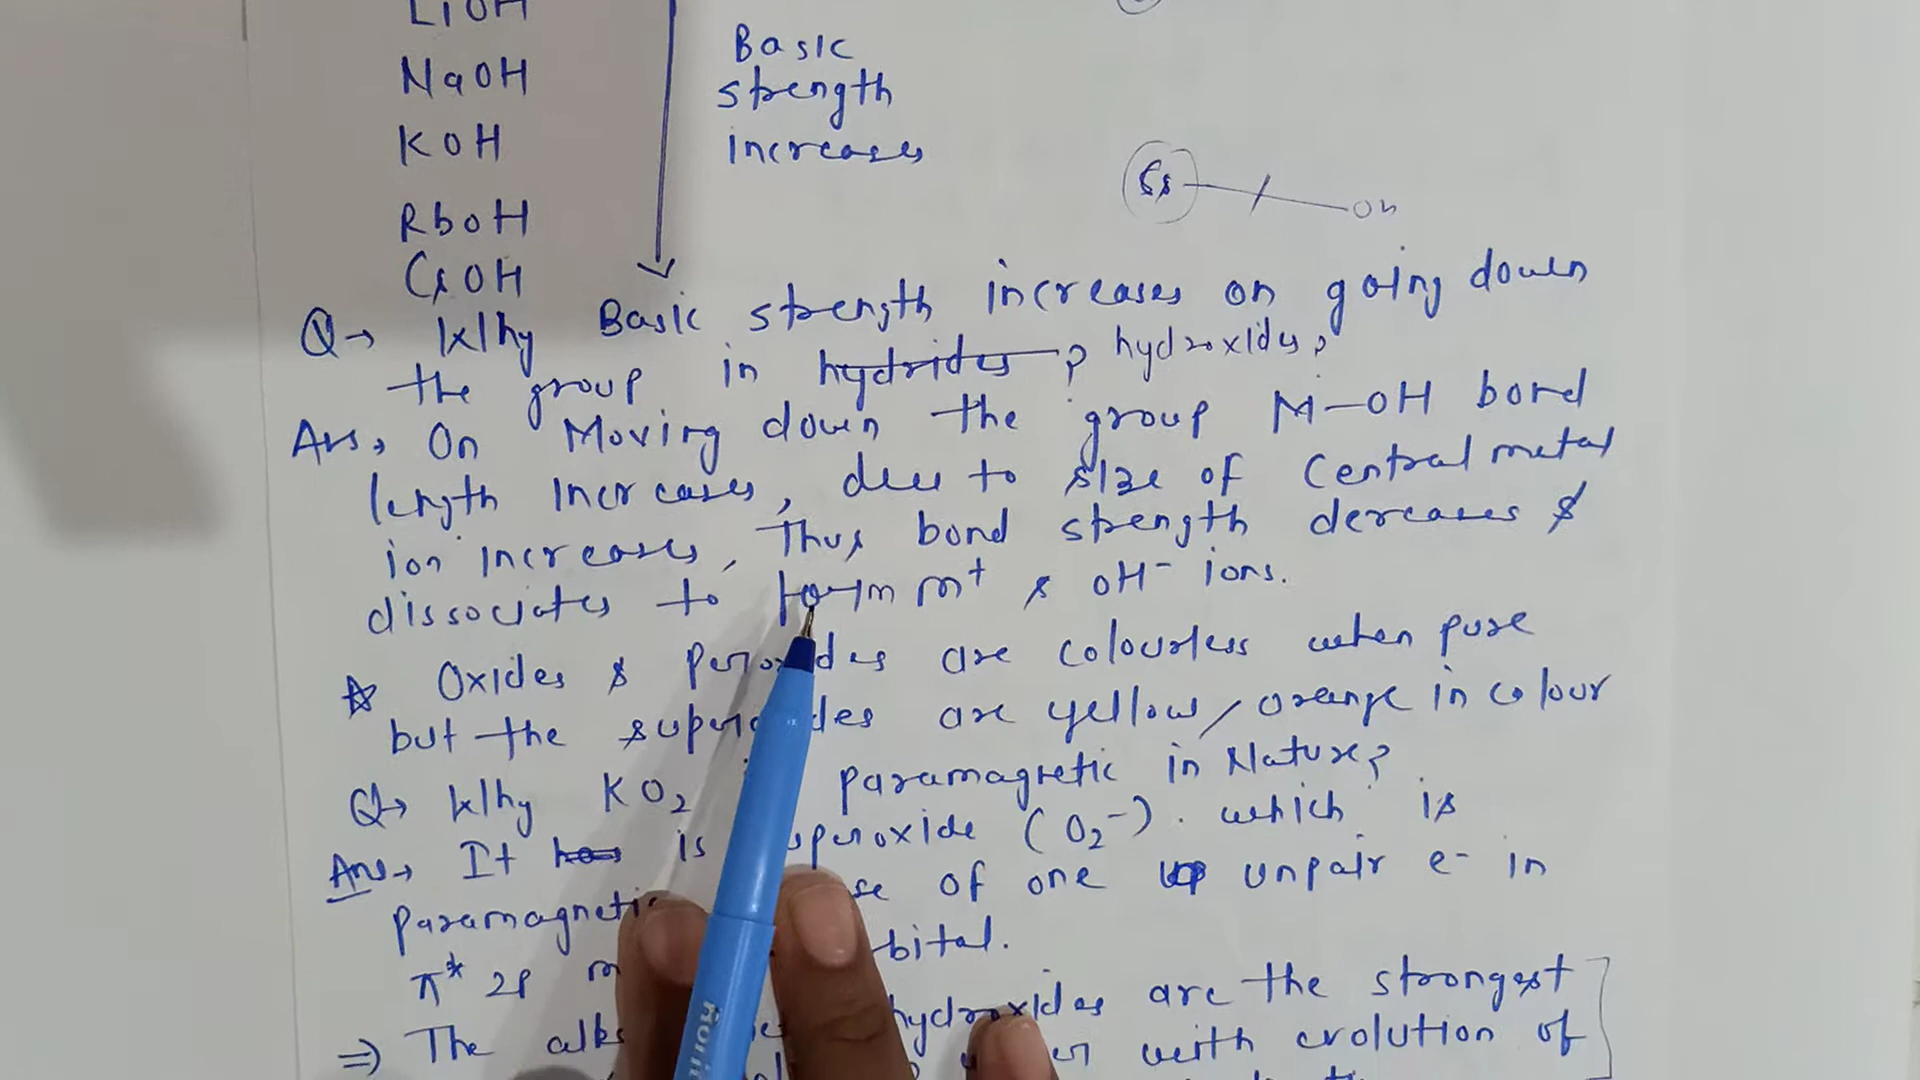 LiOH
NaOH
KOH
RbOH
CsOH
Basic
strength
increases
Cs
OH
Q→ Why Basic strength increases on going down
the group in hydrides ? hydroxides?
Ans, On Moving down the group M-OH bond
length increases, due to size of Central metal
ion increases, Thus bond strength dercases &
dissociates to form m⁺ & OH⁻ ions.
☆ Oxides & peroxides are colourless when pure
but the superoxides are yellow/orange in colour
Q→ Why KO₂ paramagnetic in Nature?
Ans→ It has is superoxide (O₂⁻). which is
paramagnetic of one up unpair e- in
π* 2p
⇒ The hydroxides are the strongest
with evolution of